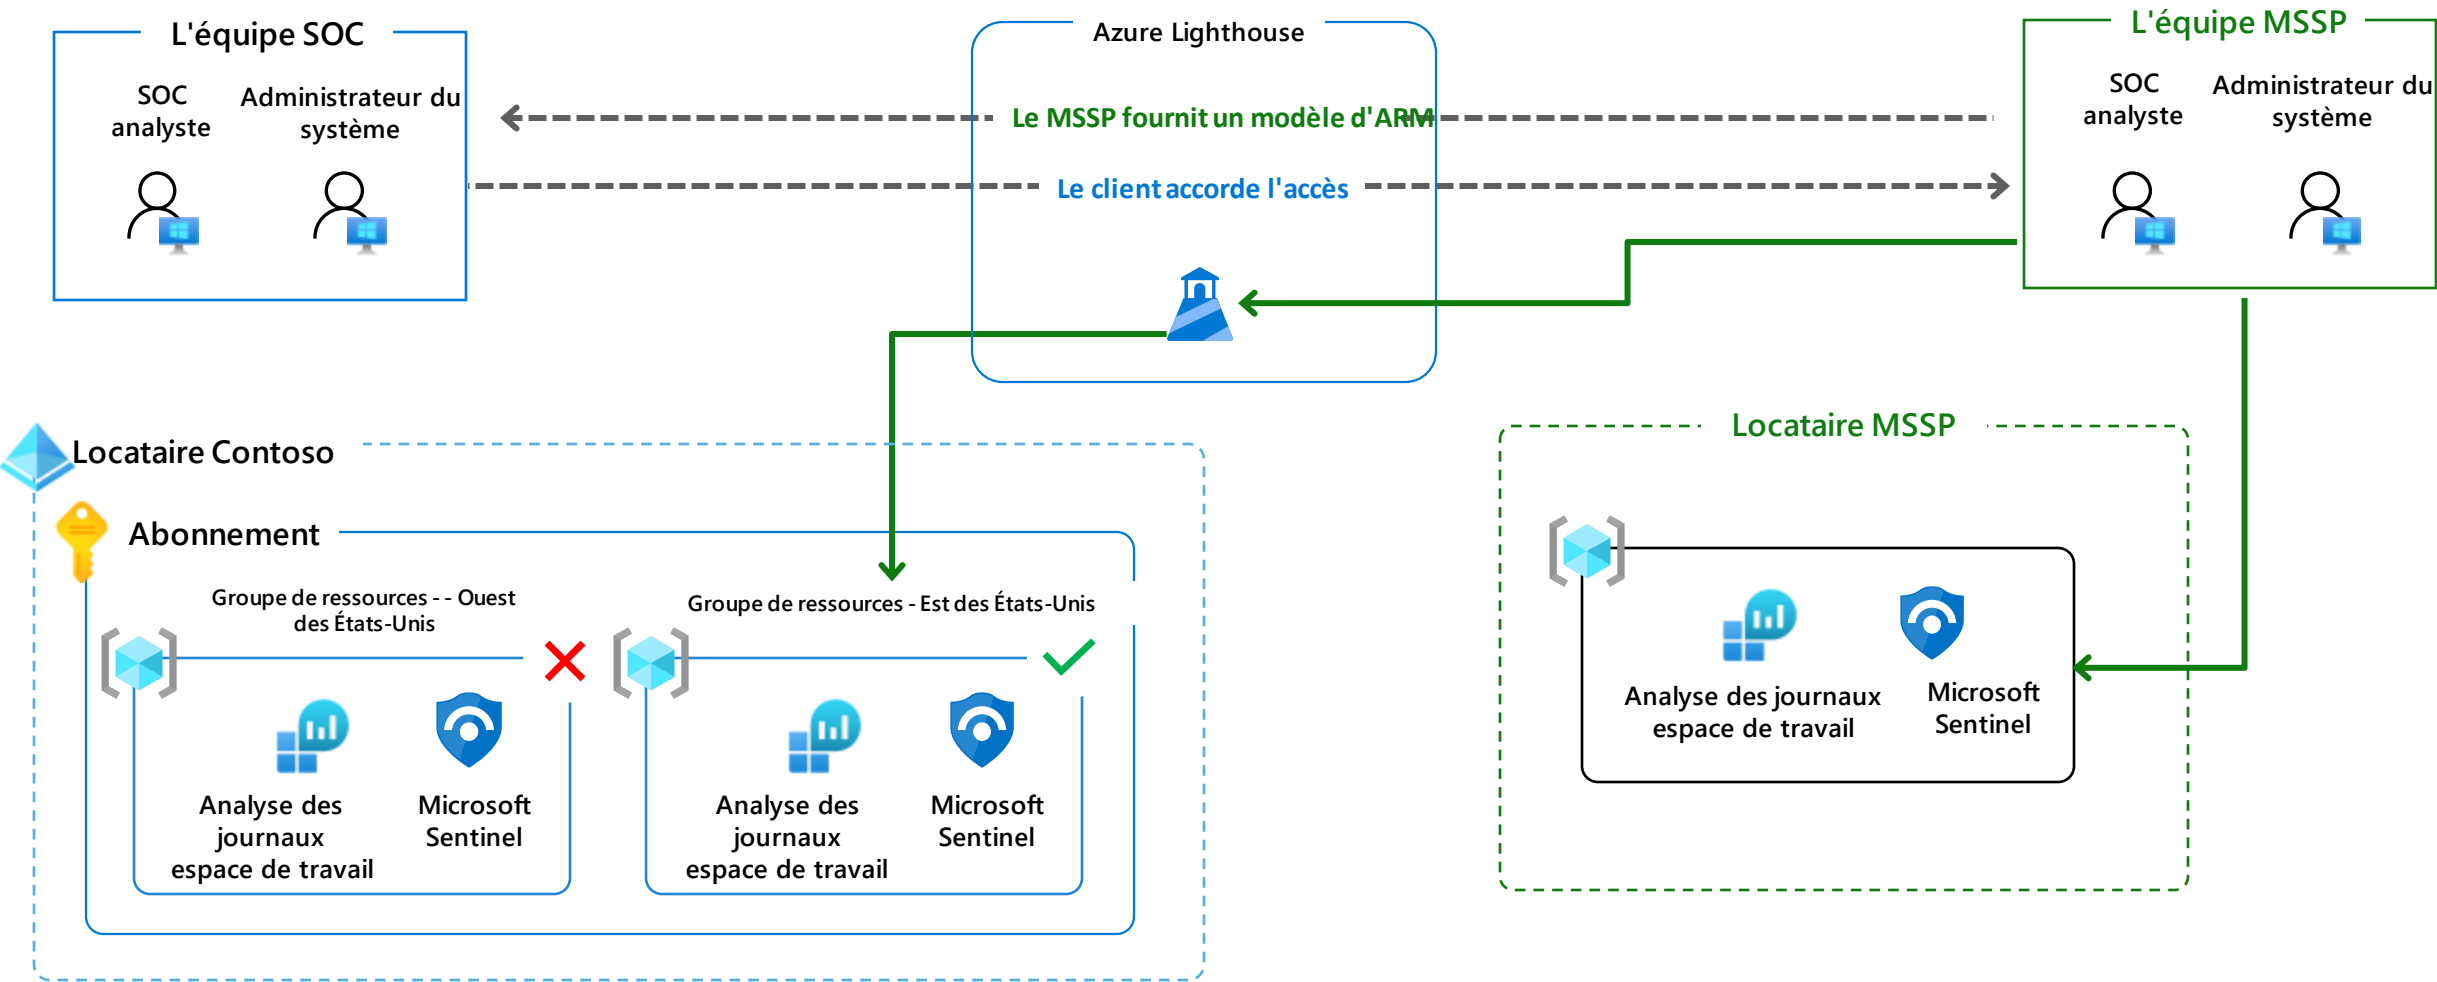 L'équipe SOC
SOC
analyste
Administrateur du
système
Azure Lighthouse
Le MSSP fournit un modèle d'ARM
Le client accorde l'accès
L'équipe MSSP
SOC
analyste
Administrateur du
système
Locataire Contoso
Abonnement
Groupe de ressources - - Ouest
des États-Unis
Analyse des
journaux
espace de travail
Microsoft
Sentinel
Groupe de ressources - Est des États-Unis
Analyse des
journaux
espace de travail
Microsoft
Sentinel
Locataire MSSP
Analyse des journaux
espace de travail
Microsoft
Sentinel